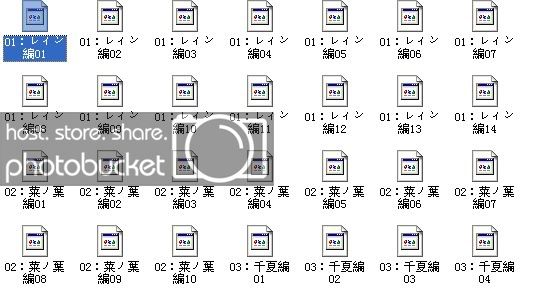 01：レイン 01：レイン 01：レイン 01：レイン 01：レイン 01：レイン 01：レイン
編01 編02 編03 編04 編05 編06 編07
01：レイン 01：レイン 01：レイン 01：レイン 01：レイン 01：レイン 01：レイン
編08 編09 編10 編11 編12 編13 編14
host. store. share.
photobucket
02：菜ノ葉 02：菜ノ葉 02：菜ノ葉 02：菜ノ葉 02：菜ノ葉 02：菜ノ葉 02：菜ノ葉
編01 編02 編03 編04 編05 編06 編07
02：菜ノ葉 02：菜ノ葉 02：菜ノ葉 03：千夏編 03：千夏編 03：千夏編 03：千夏編
編08 編09 編10 01 02 03 04